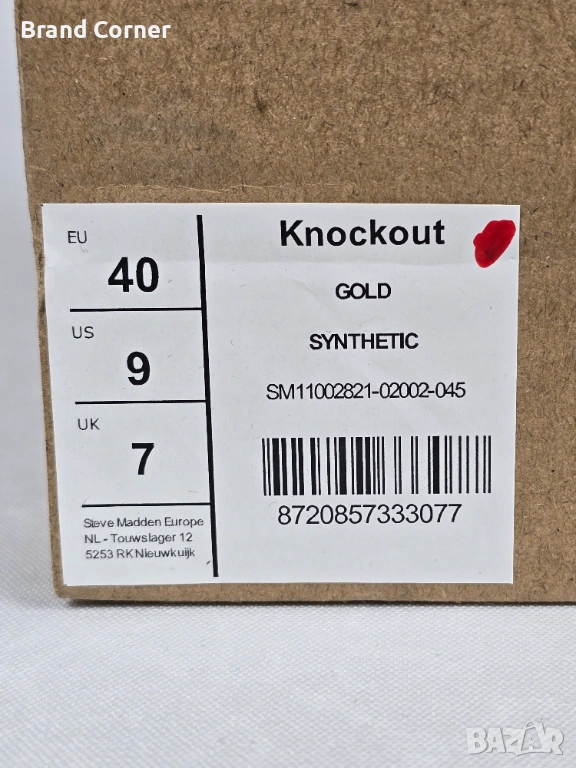 Brand Corner
EU
40
US
9
UK
7
Steve Madden Europe
NL - Touwslager 12
5253 RK Nieuwkuijk
Knockout
GOLD
SYNTHETIC
SM11002821-02002-045
8720857333077
BAZAR